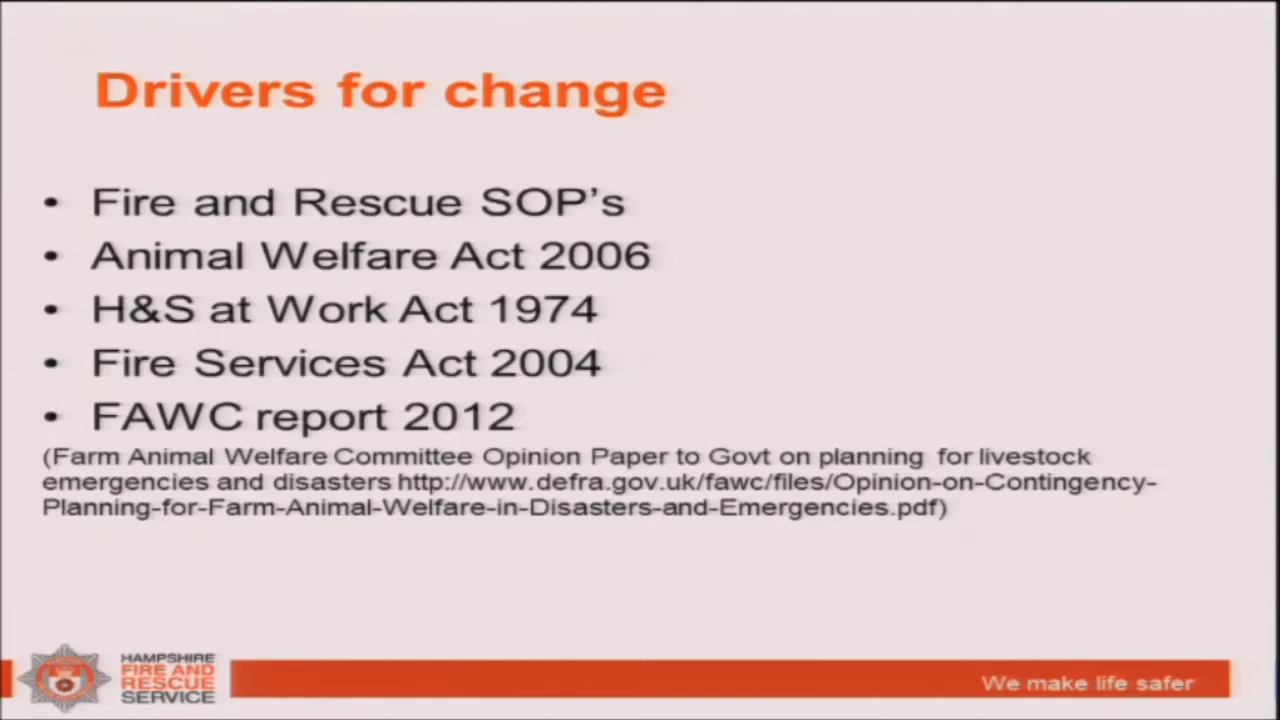 Drivers for change
• Fire and Rescue SOP’s
• Animal Welfare Act 2006
• H&S at Work Act 1974
• Fire Services Act 2004
• FAWC report 2012
(Farm Animal Welfare Committee Opinion Paper to Govt on planning for livestock
emergencies and disasters http://www.defra.gov.uk/fawc/files/Opinion-on-Contingency-
Planning-for-Farm-Animal-Welfare-in-Disasters-and-Emergencies.pdf)
HAMPSHIRE
FIRE AND
RESCUE
SERVICE
We make life safer